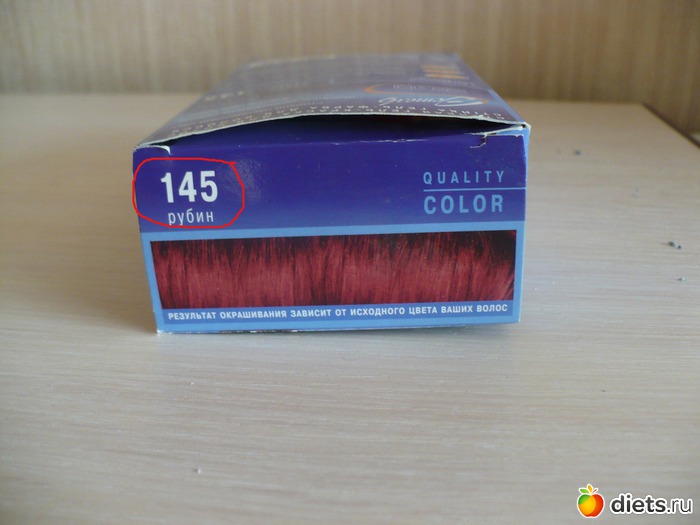 145
рубин
QUALITY
COLOR
РЕЗУЛЬТАТ ОКРАШИВАНИЯ ЗАВИСИТ ОТ ИСХОДНОГО ЦВЕТА ВАШИХ ВОЛОС
diets.ru